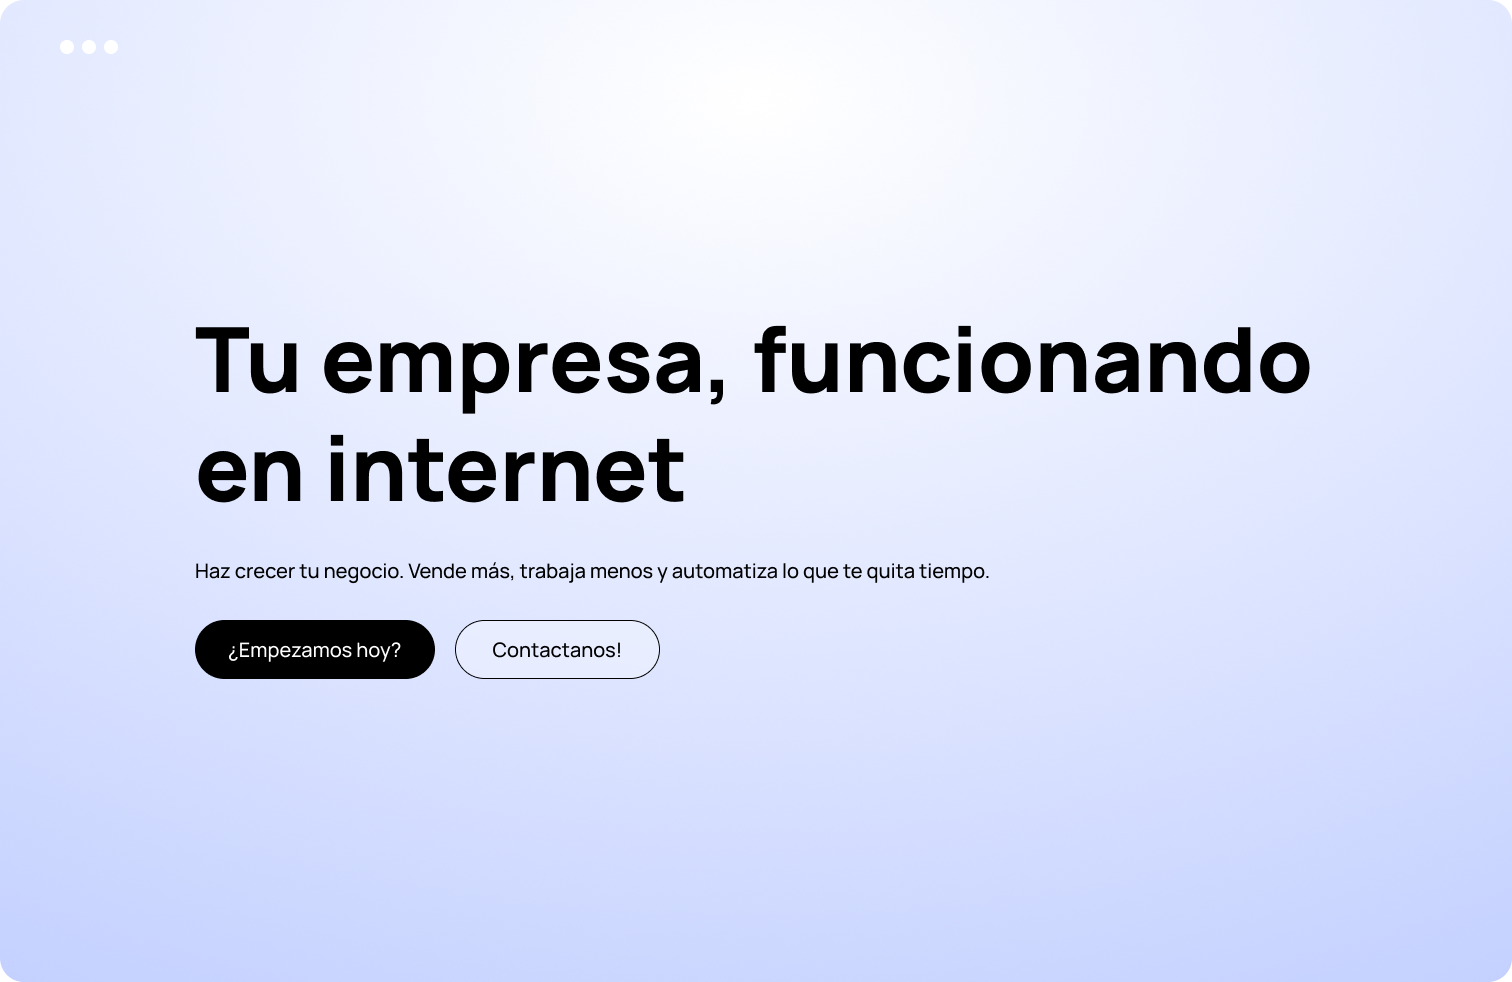 Tu empresa, funcionando
en internet
Haz crecer tu negocio. Vende más, trabaja menos y automatiza lo que te quita tiempo.
¿Empezamos hoy?
Contactanos!